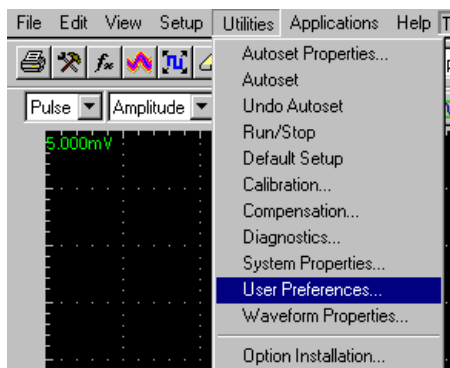 File Edit View Setup Utilities Applications Help
Pulse Amplitude
5.000mV
Autoset Properties...
Autoset
Undo Autoset
Run/Stop
Default Setup
Calibration...
Compensation...
Diagnostics...
System Properties...
User Preferences...
Waveform Properties...
Option Installation...